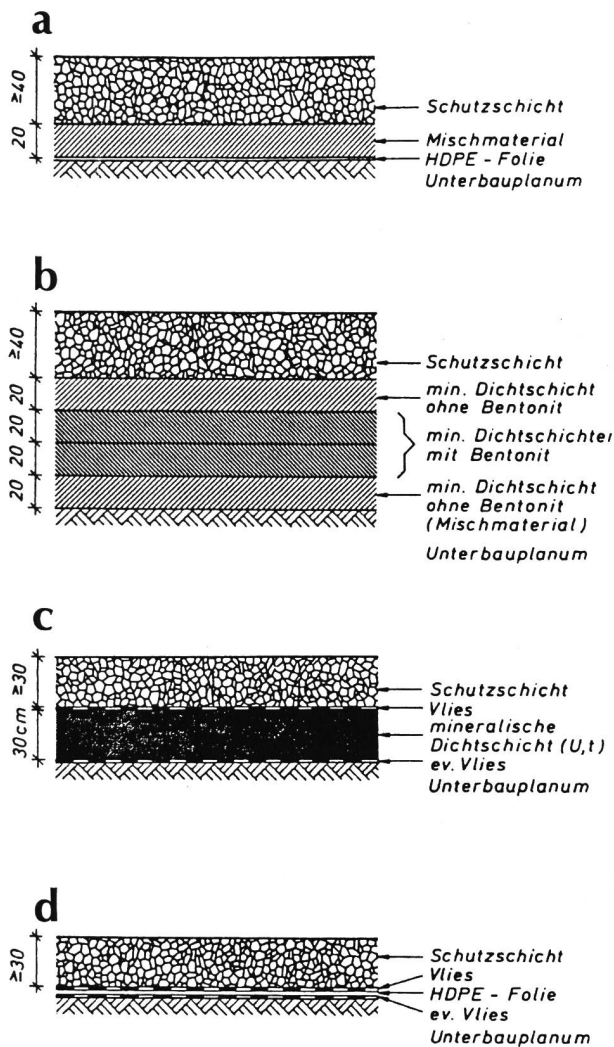 a
≥40
20
Schutzschicht
Mischmaterial
HDPE - Folie
Unterbauplanum
b
≥40
20
20
20
20
Schutzschicht
min. Dichtschicht
ohne Bentonit
min. Dichtschichten
mit Bentonit
min. Dichtschicht
ohne Bentonit
(Mischmaterial)
Unterbauplanum
c
≥30
30cm
Schutzschicht
Vlies
mineralische
Dichtschicht (U,t)
ev. Vlies
Unterbauplanum
d
≥30
Schutzschicht
Vlies
HDPE - Folie
ev. Vlies
Unterbauplanum